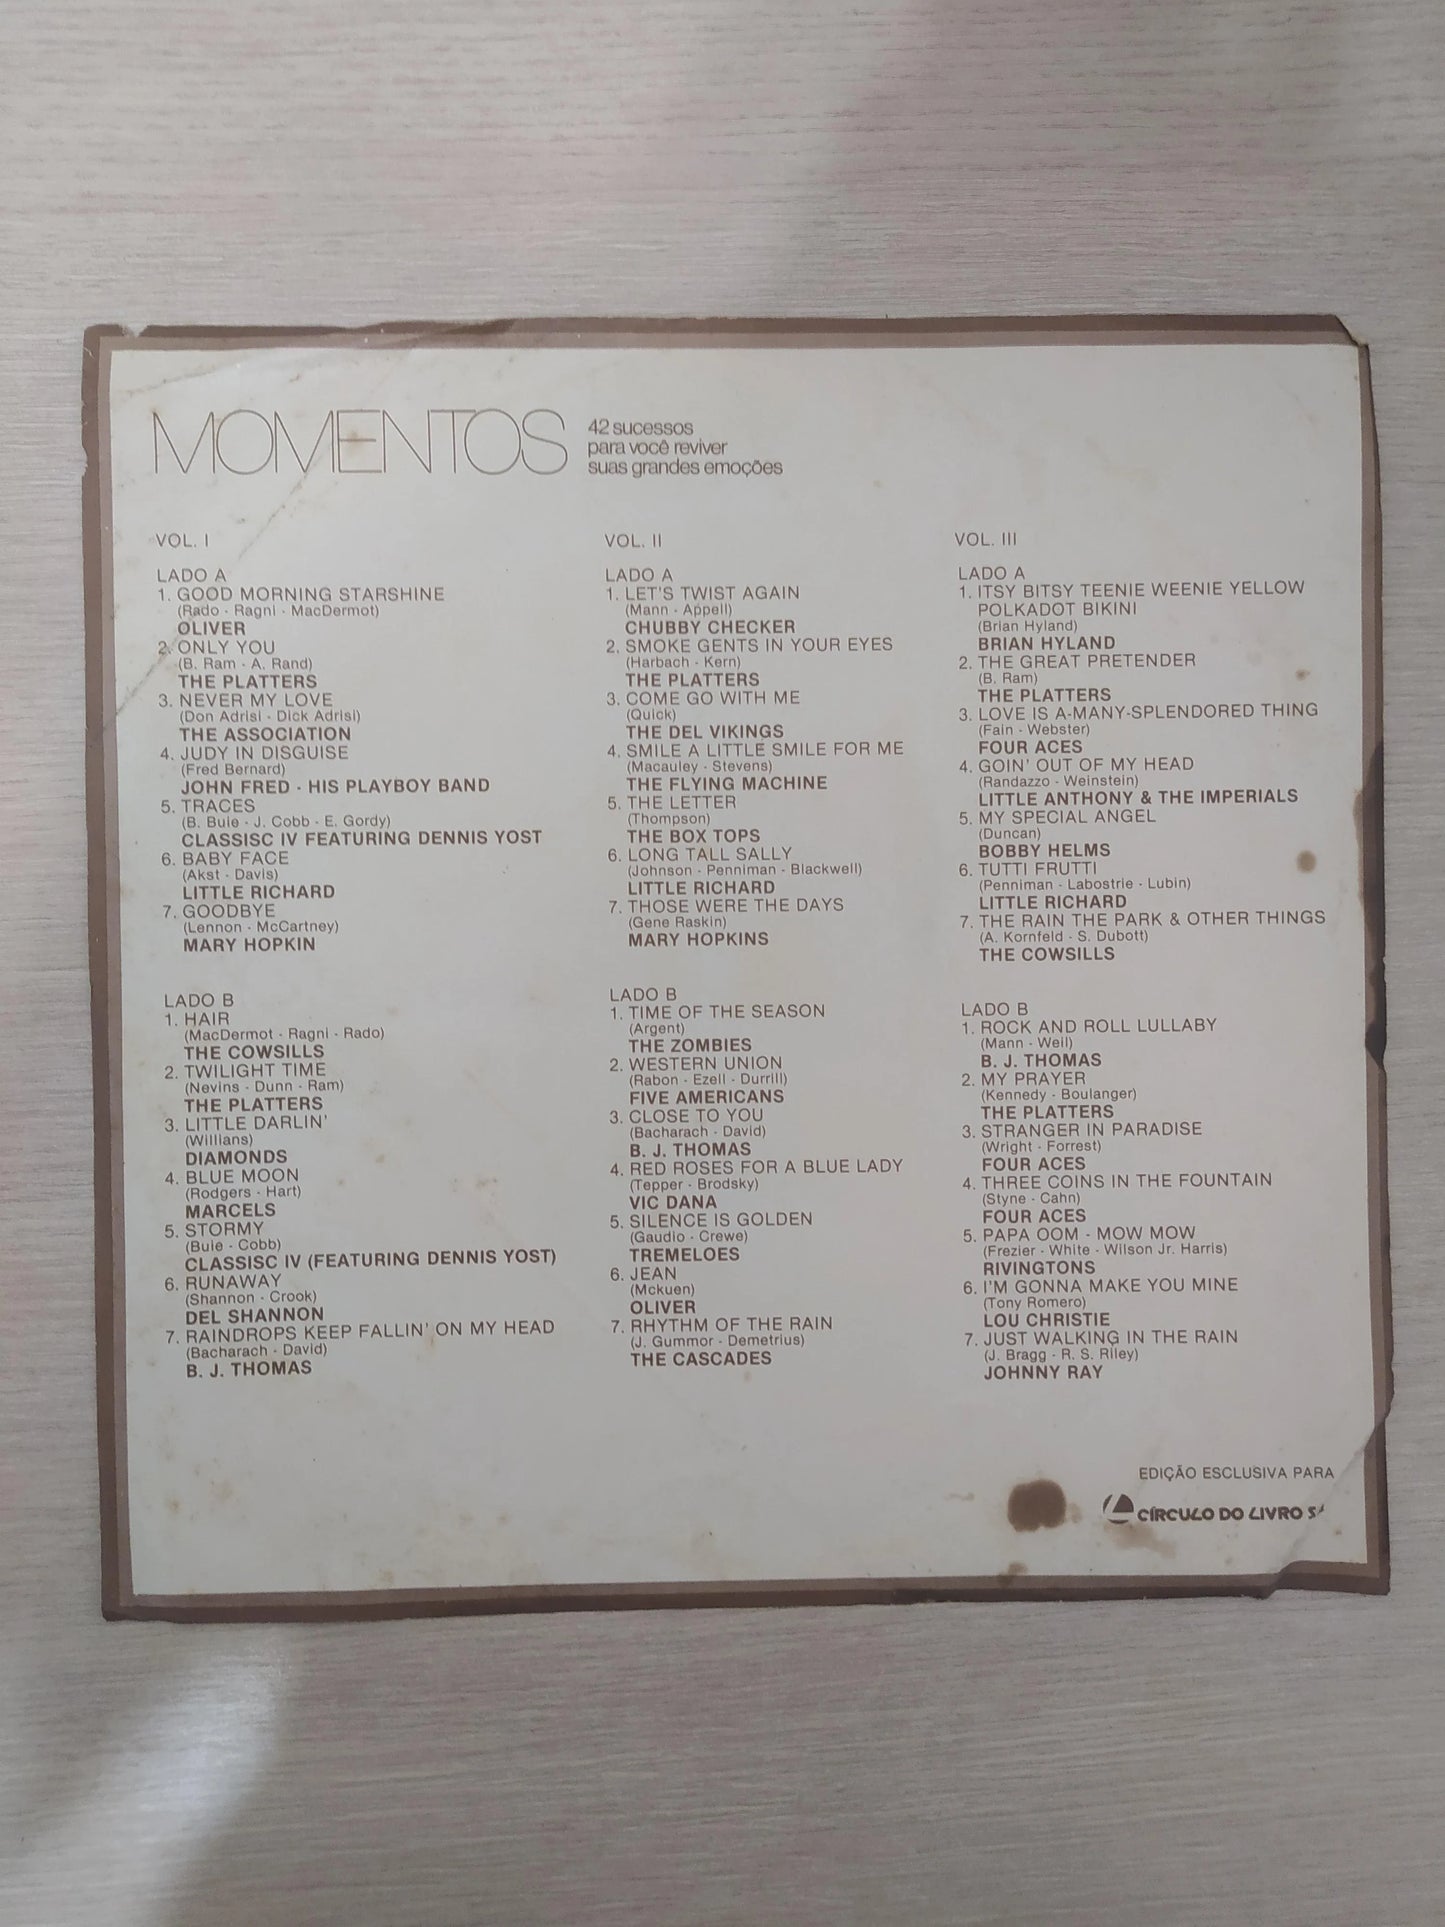 MOMENTOS
42 sucessos
para você reviver
suas grandes emoções
VOL. I
LADO A
1. GOOD MORNING STARSHINE
(Rado - Ragni - MacDermot)
OLIVER
2. ONLY YOU
(B. Ram - A. Rand)
THE PLATTERS
3. NEVER MY LOVE
(Don Adrisi - Dick Adrisi)
THE ASSOCIATION
4. JUDY IN DISGUISE
(Fred Bernard)
JOHN FRED - HIS PLAYBOY BAND
5. TRACES
(B. Buie - J. Cobb - E. Gordy)
CLASSISC IV FEATURING DENNIS YOST
6. BABY FACE
(Akst - Davis)
LITTLE RICHARD
7. GOODBYE
(Lennon - McCartney)
MARY HOPKIN
LADO B
1. HAIR
(MacDermot - Ragni - Rado)
THE COWSILLS
2. TWILIGHT TIME
(Nevins - Dunn - Ram)
THE PLATTERS
3. LITTLE DARLIN'
(Willians)
DIAMONDS
4. BLUE MOON
(Rodgers - Hart)
MARCELS
5. STORMY
(Buie - Cobb)
CLASSISC IV (FEATURING DENNIS YOST)
6. RUNAWAY
(Shannon - Crook)
DEL SHANNON
7. RAINDROPS KEEP FALLIN' ON MY HEAD
(Bacharach - David)
B. J. THOMAS
VOL. II
LADO A
1. LET'S TWIST AGAIN
(Mann - Appell)
CHUBBY CHECKER
2. SMOKE GENTS IN YOUR EYES
(Harbach - Kern)
THE PLATTERS
3. COME GO WITH ME
(Quick)
THE DEL VIKINGS
4. SMILE A LITTLE SMILE FOR ME
(Macauley - Stevens)
THE FLYING MACHINE
5. THE LETTER
(Thompson)
THE BOX TOPS
6. LONG TALL SALLY
(Johnson - Penniman - Blackwell)
LITTLE RICHARD
7. THOSE WERE THE DAYS
(Gene Raskin)
MARY HOPKINS
LADO B
1. TIME OF THE SEASON
(Argent)
THE ZOMBIES
2. WESTERN UNION
(Rabon - Ezell - Durrill)
FIVE AMERICANS
3. CLOSE TO YOU
(Bacharach - David)
B. J. THOMAS
4. RED ROSES FOR A BLUE LADY
(Tepper - Brodsky)
VIC DANA
5. SILENCE IS GOLDEN
(Gaudio - Crewe)
TREMELOES
6. JEAN
(Mckuen)
OLIVER
7. RHYTHM OF THE RAIN
(J. Gummor - Demetrius)
THE CASCADES
VOL. III
LADO A
1. ITSY BITSY TEENIE WEENIE YELLOW
POLKADOT BIKINI
(Brian Hyland)
BRIAN HYLAND
2. THE GREAT PRETENDER
(B. Ram)
THE PLATTERS
3. LOVE IS A-MANY-SPLENDORED THING
(Fain - Webster)
FOUR ACES
4. GOIN' OUT OF MY HEAD
(Randazzo - Weinstein)
LITTLE ANTHONY & THE IMPERIALS
5. MY SPECIAL ANGEL
(Duncan)
BOBBY HELMS
6. TUTTI FRUTTI
(Penniman - Labostrie - Lubin)
LITTLE RICHARD
7. THE RAIN THE PARK & OTHER THINGS
(A. Kornfeld - S. Dubott)
THE COWSILLS
LADO B
1. ROCK AND ROLL LULLABY
(Mann - Weil)
B. J. THOMAS
2. MY PRAYER
(Kennedy - Boulanger)
THE PLATTERS
3. STRANGER IN PARADISE
(Wright - Forrest)
FOUR ACES
4. THREE COINS IN THE FOUNTAIN
(Styne - Cahn)
FOUR ACES
5. PAPA OOM - MOW MOW
(Frezier - White - Wilson Jr. Harris)
RIVINGTONS
6. I'M GONNA MAKE YOU MINE
(Tony Romero)
LOU CHRISTIE
7. JUST WALKING IN THE RAIN
(J. Bragg - R. S. Riley)
JOHNNY RAY
EDIÇÃO ESCLUSIVA PARA
CÍRCULO DO LIVRO